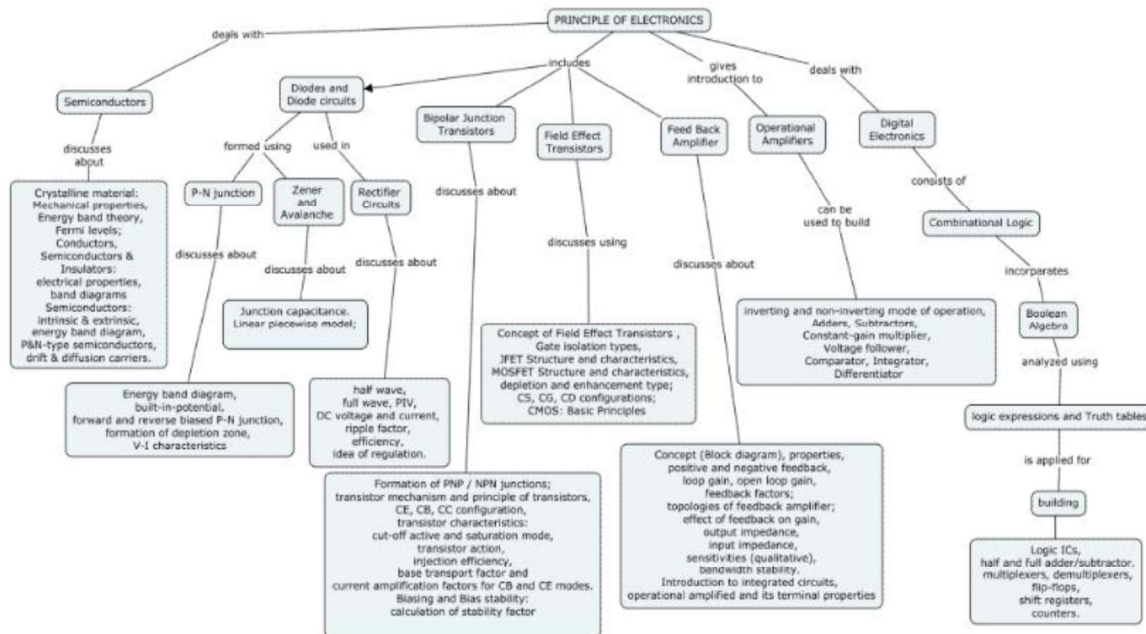 PRINCIPLE OF ELECTRONICS
deals with
includes
gives
introduction to
deals with
Semiconductors
Diodes and
Diode circuits
Bipolar Junction
Transistors
Field Effect
Transistors
Feed Back
Amplifier
Operational
Amplifiers
Digital
Electronics
discusses
about
formed using
used in
discusses about
discusses using
discusses about
can be
used to build
consists of
Crystalline material:
Mechanical properties,
Energy band theory,
Fermi levels;
Conductors,
Semiconductors &
Insulators:
electrical properties,
band diagrams
Semiconductors:
intrinsic & extrinsic,
energy band diagram,
P&N-type semiconductors,
drift & diffusion carriers.
P-N junction
Zener
and
Avalanche
Rectifier
Circuits
Combinational Logic
discusses about
discusses about
discusses about
incorparates
Junction capacitance.
Linear piecewise model;
Boolean
Algebra
Energy band diagram,
built-in-potential.
forward and reverse biased P-N junction,
formation of depletion zone,
V-I characteristics
half wave,
full wave, PIV,
DC voltage and current,
ripple factor,
efficiency,
idea of regulation.
Concept of Field Effect Transistors ,
Gate isolation types,
JFET Structure and characteristics,
MOSFET Structure and characteristics,
depletion and enhancement type;
CS, CG, CD configurations;
CMOS: Basic Principles
inverting and non-inverting mode of operation,
Adders, Subtractors,
Constant-gain multiplier,
Voltage follower,
Comparator, Integrator,
Differentiator
analyzed using
logic expressions and Truth tables
is applied for
building
Formation of PNP / NPN junctions;
transistor mechanism and principle of transistors,
CE, CB, CC configuration,
transistor characteristics:
cut-off active and saturation mode,
transistor action,
injection efficiency,
base transport factor and
current amplification factors for CB and CE modes.
Biasing and Bias stability:
calculation of stability factor
Concept (Block diagram), properties,
positive and negative feedback,
loop gain, open loop gain,
feedback factors;
topologies of feedback amplifier;
effect of feedback on gain,
output impedance,
input impedance,
sensitivities (qualitative),
bandwidth stability.
Introduction to integrated circuits,
operational amplified and its terminal properties
Logic ICs,
half and full adder/subtractor.
multiplexers, demultiplexers,
flip-flops,
shift registers,
counters.